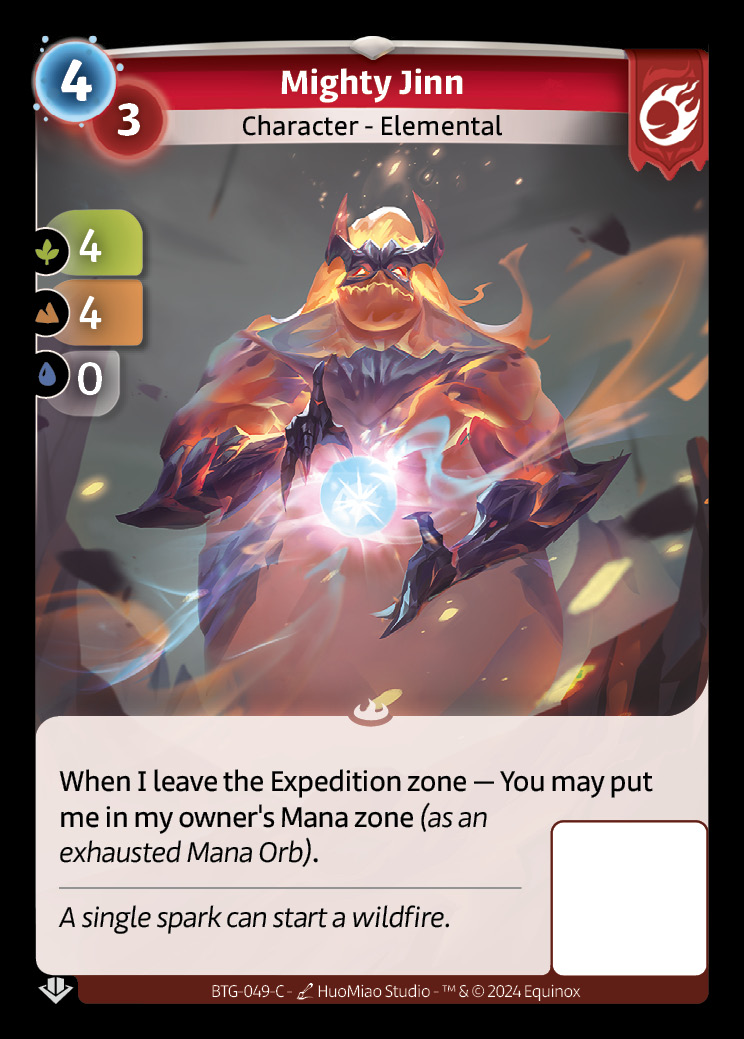 4
Mighty Jinn
3
Character - Elemental
4
4
0
When I leave the Expedition zone — You may put
me in my owner's Mana zone (as an
exhausted Mana Orb).
A single spark can start a wildfire.
BTG-049-C - HuoMiao Studio - ™ & © 2024 Equinox